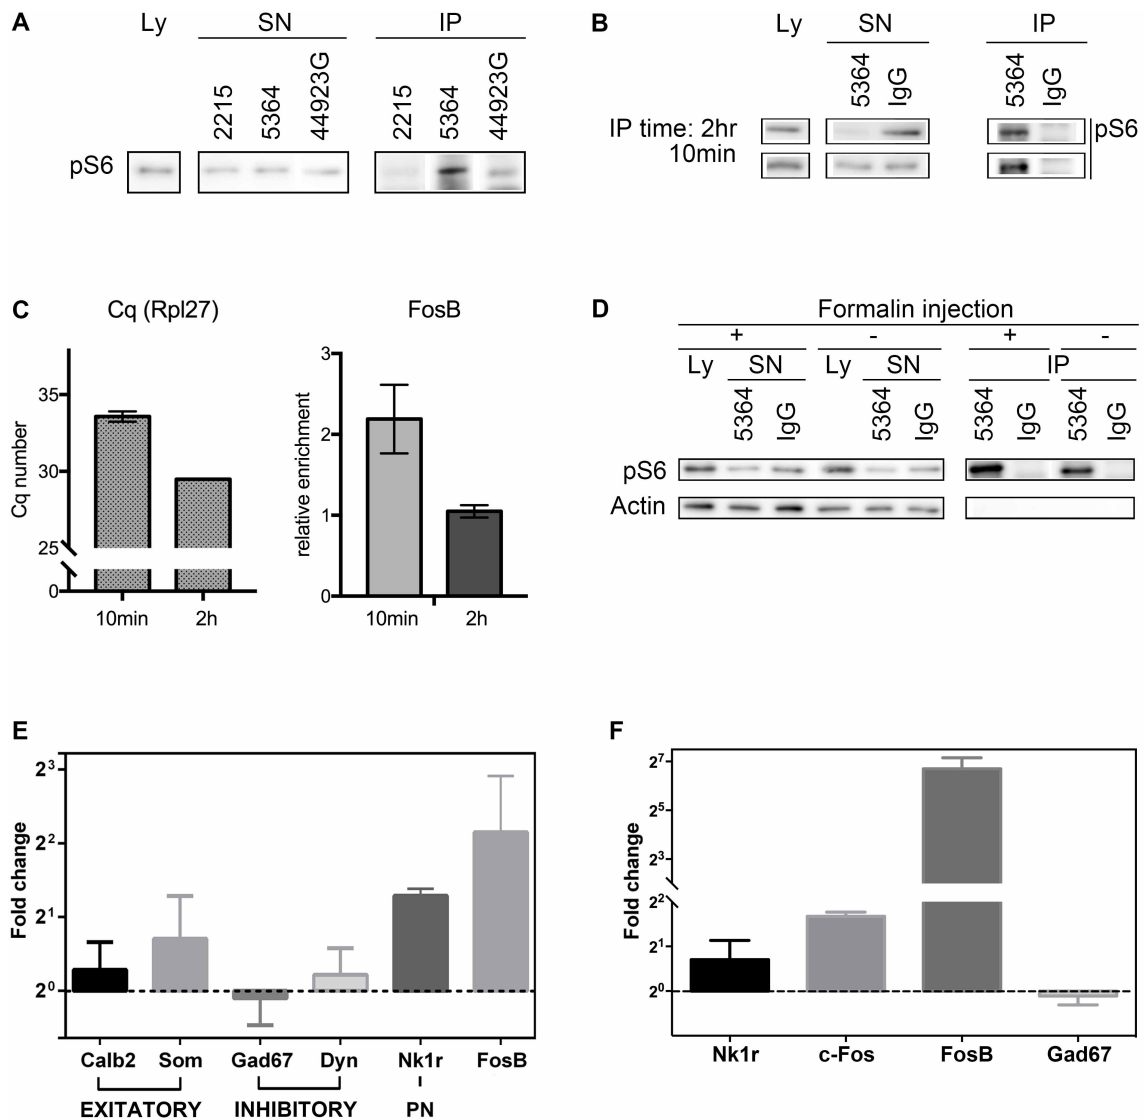 A
Ly SN IP
2215 5364 44923G 2215 5364 44923G
pS6
B
Ly SN IP
5364 IgG 5364 IgG
IP time: 2hr pS6
10min
C
Cq (Rpl27)
Cq number
35
30
25
0
10min 2h
FosB
relative enrichment
3
2
1
0
10min 2h
D
Formalin injection
+ - + -
Ly SN Ly SN IP
5364 IgG 5364 IgG 5364 IgG 5364 IgG
pS6
Actin
E
Fold change
2³
2²
2¹
2⁰
Calb2 Som Gad67 Dyn Nk1r FosB
EXITATORY INHIBITORY PN
F
Fold change
2⁷
2⁵
2³
2²
2¹
2⁰
Nk1r c-Fos FosB Gad67